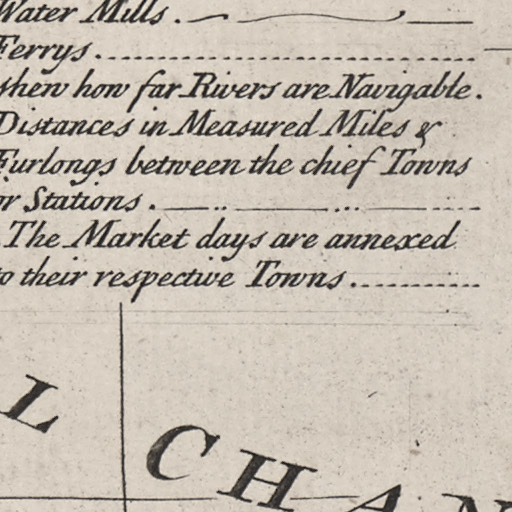 Water Mills.
Ferrys
shew how far Rivers are Navigable.
Distances in Measured Miles &
Furlongs between the chief Towns
or Stations.
The Market days are annexed
to their respective Towns.
L CHAN